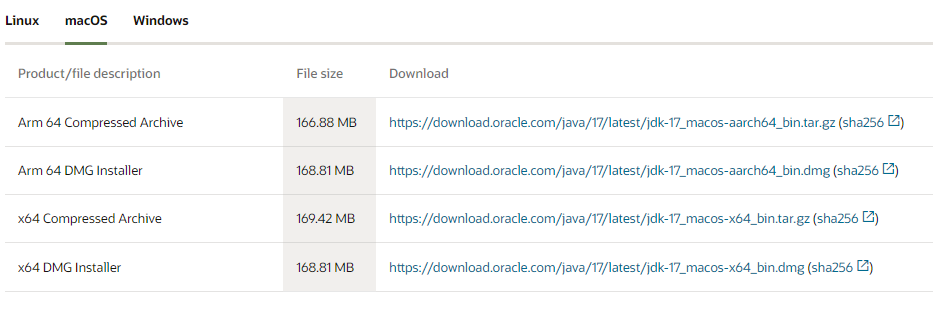 Linux macOS Windows
Product/file description File size Download
Arm 64 Compressed Archive 166.88 MB https://download.oracle.com/java/17/latest/jdk-17_macos-aarch64_bin.tar.gz (sha256)
Arm 64 DMG Installer 168.81 MB https://download.oracle.com/java/17/latest/jdk-17_macos-aarch64_bin.dmg (sha256)
x64 Compressed Archive 169.42 MB https://download.oracle.com/java/17/latest/jdk-17_macos-x64_bin.tar.gz (sha256)
x64 DMG Installer 168.81 MB https://download.oracle.com/java/17/latest/jdk-17_macos-x64_bin.dmg (sha256)